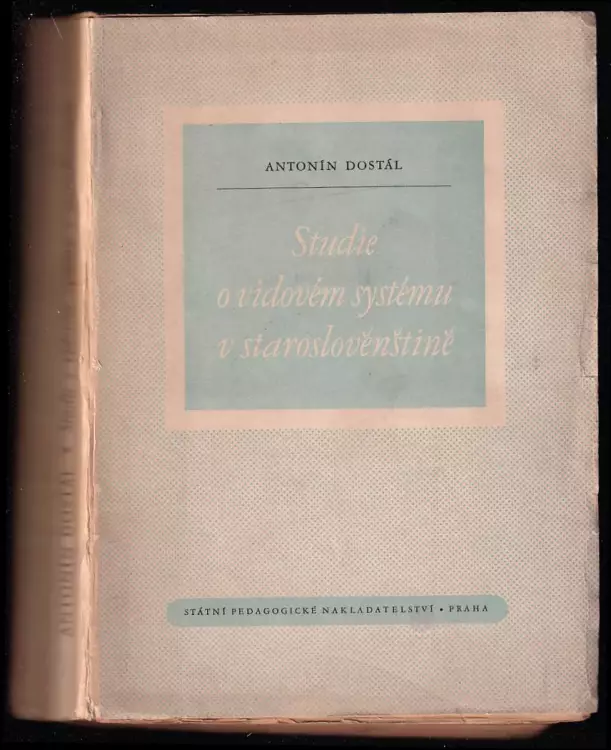 ANTONÍN DOSTÁL
Studie
o vidovém systému
v staroslověnštině
STÁTNÍ PEDAGOGICKÉ NAKLADATELSTVÍ • PRAHA
ANTONÍN DOSTÁL •